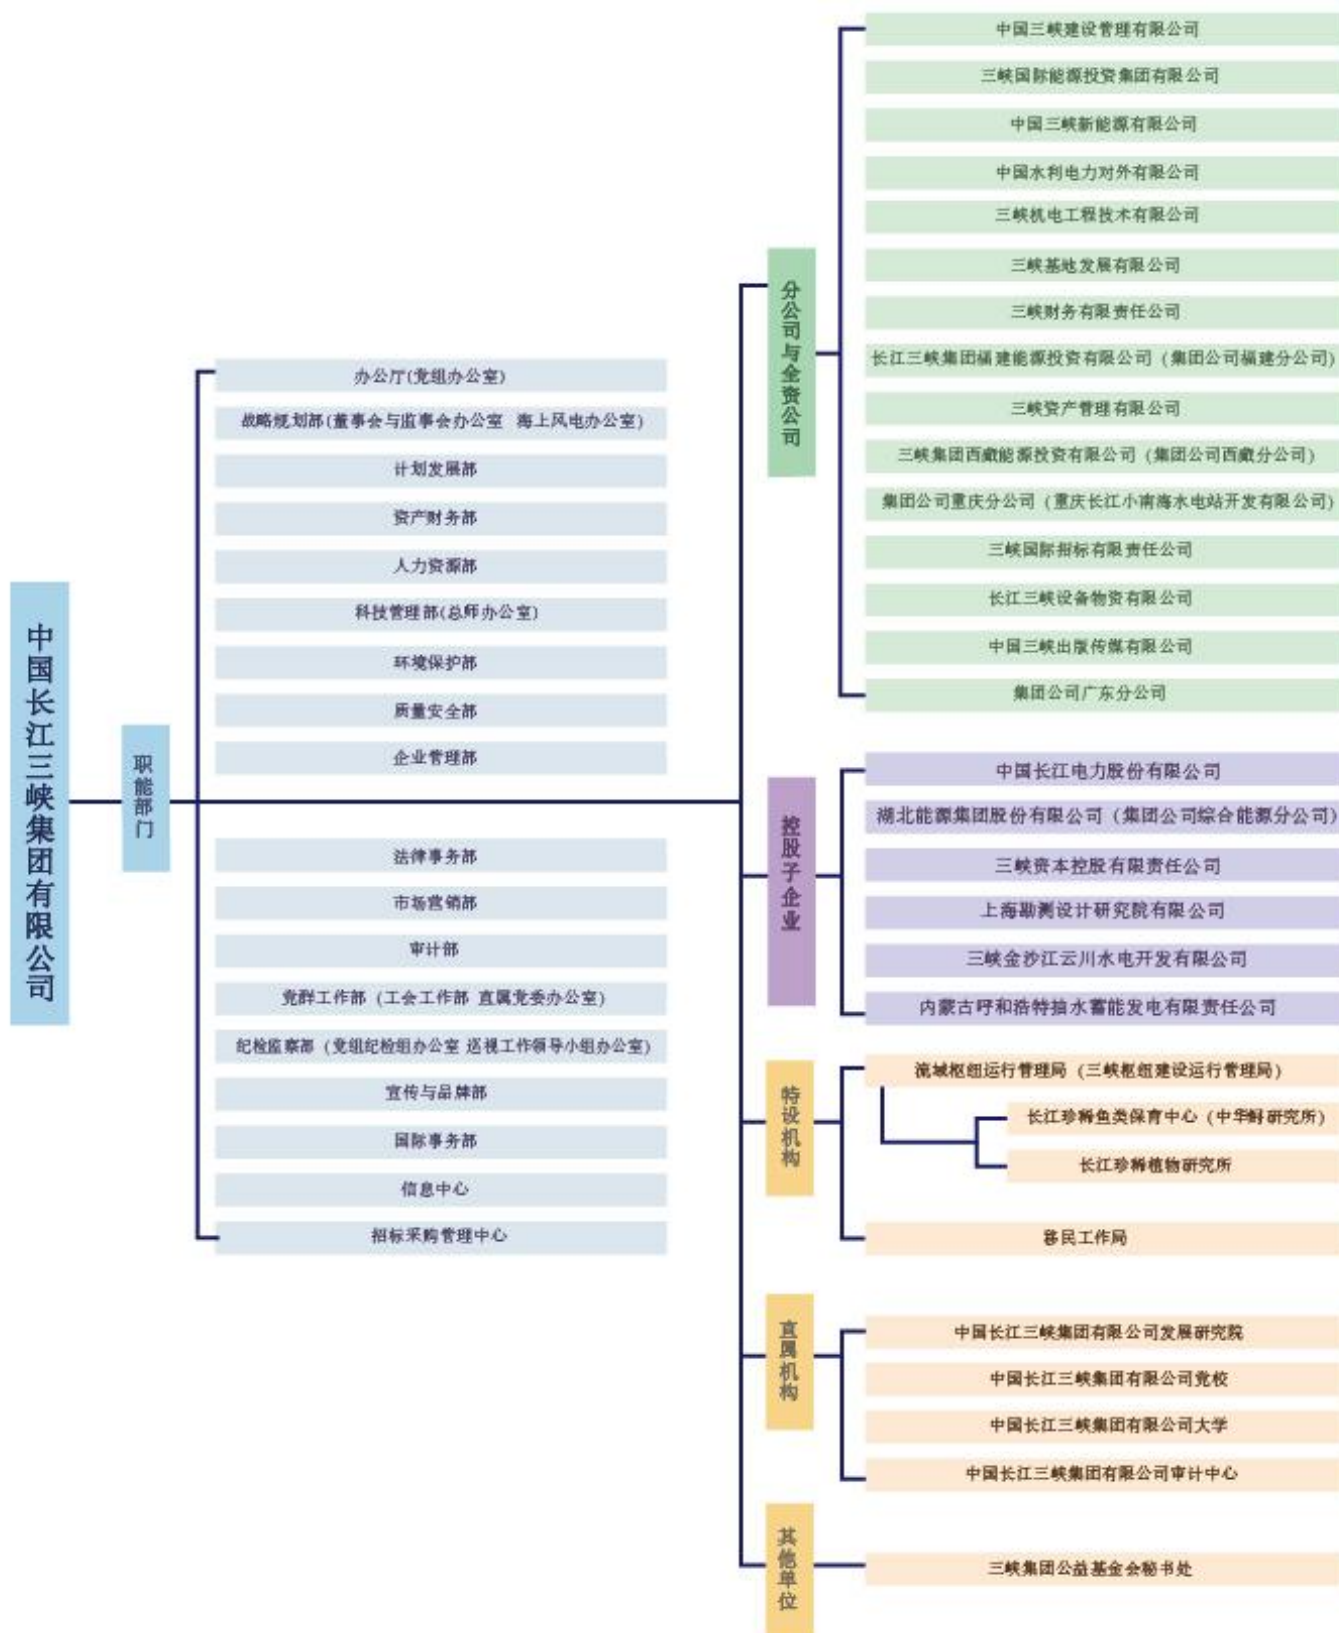 中国长江三峡集团有限公司
职能部门
办公厅(党组办公室)
战略规划部(董事会与监事会办公室 海上风电办公室)
计划发展部
资产财务部
人力资源部
科技管理部(总师办公室)
环境保护部
质量安全部
企业管理部
法律事务部
市场营销部
审计部
党群工作部（工会工作部 直属党委办公室）
纪检监察部（党组纪检组办公室 巡视工作领导小组办公室）
宣传与品牌部
国际事务部
信息中心
招标采购管理中心
分公司与全资公司
中国三峡建设管理有限公司
三峡国际能源投资集团有限公司
中国三峡新能源有限公司
中国水利电力对外有限公司
三峡机电工程技术有限公司
三峡基地发展有限公司
三峡财务有限责任公司
长江三峡集团福建能源投资有限公司（集团公司福建分公司）
三峡资产管理有限公司
三峡集团西藏能源投资有限公司（集团公司西藏分公司）
集团公司重庆分公司（重庆长江小南海水电站开发有限公司）
三峡国际招标有限责任公司
长江三峡设备物资有限公司
中国三峡出版传媒有限公司
集团公司广东分公司
控股子企业
中国长江电力股份有限公司
湖北能源集团股份有限公司（集团公司综合能源分公司）
三峡资本控股有限责任公司
上海勘测设计研究院有限公司
三峡金沙江云川水电开发有限公司
内蒙古呼和浩特抽水蓄能发电有限责任公司
特设机构
流域枢纽运行管理局（三峡枢纽建设运行管理局）
长江珍稀鱼类保育中心（中华鲟研究所）
长江珍稀植物研究所
移民工作局
直属机构
中国长江三峡集团有限公司发展研究院
中国长江三峡集团有限公司党校
中国长江三峡集团有限公司大学
中国长江三峡集团有限公司审计中心
其他单位
三峡集团公益基金会秘书处